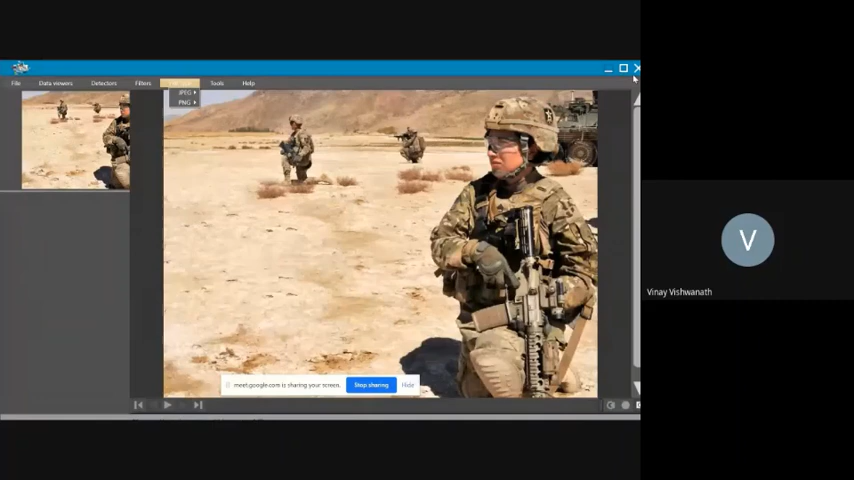 File Data viewers Detectors Filters Tools Help
JPEG
PNG
meet.google.com is sharing your screen. Stop sharing Hide
V
Vinay Vishwanath